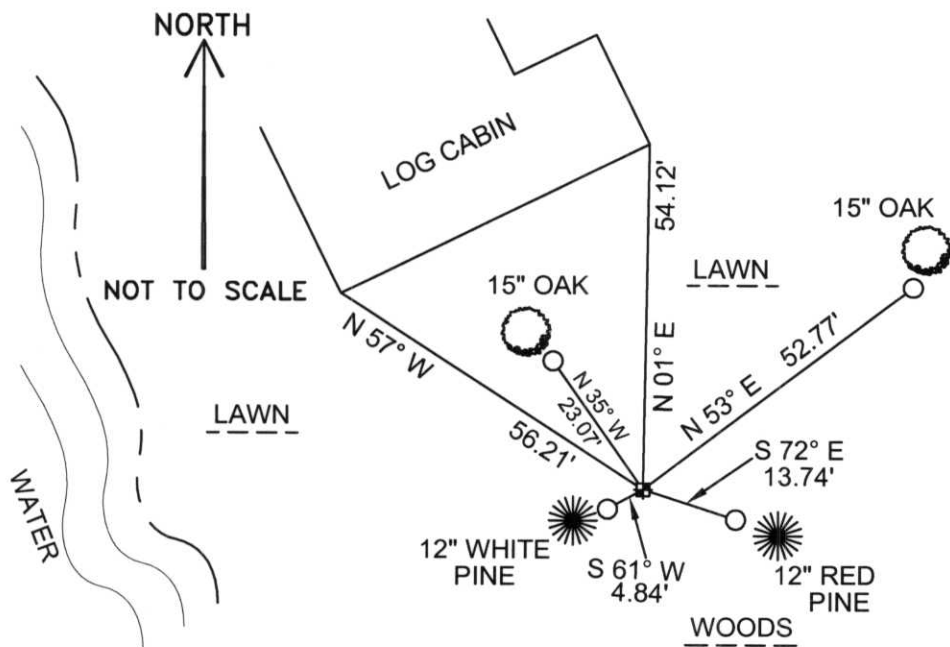 NORTH
LOG CABIN
54.12'
15" OAK
NOT TO SCALE
15" OAK
LAWN
N 57° W
N 35° W
23.07'
N 01° E
52.77'
N 53° E
LAWN
56.21'
S 72° E
13.74'
WATER
12" WHITE
PINE
S 61° W
4.84'
12" RED
PINE
WOODS